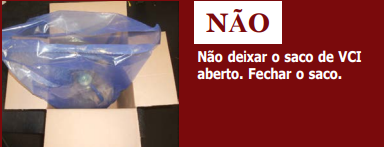 NÃO
Não deixar o saco de VCI
aberto. Fechar o saco.